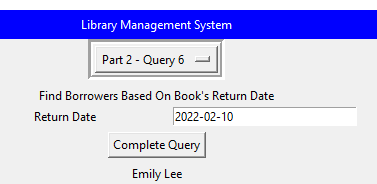 Library Management System
Part 2 - Query 6
Find Borrowers Based On Book's Return Date
Return Date 2022-02-10
Complete Query
Emily Lee